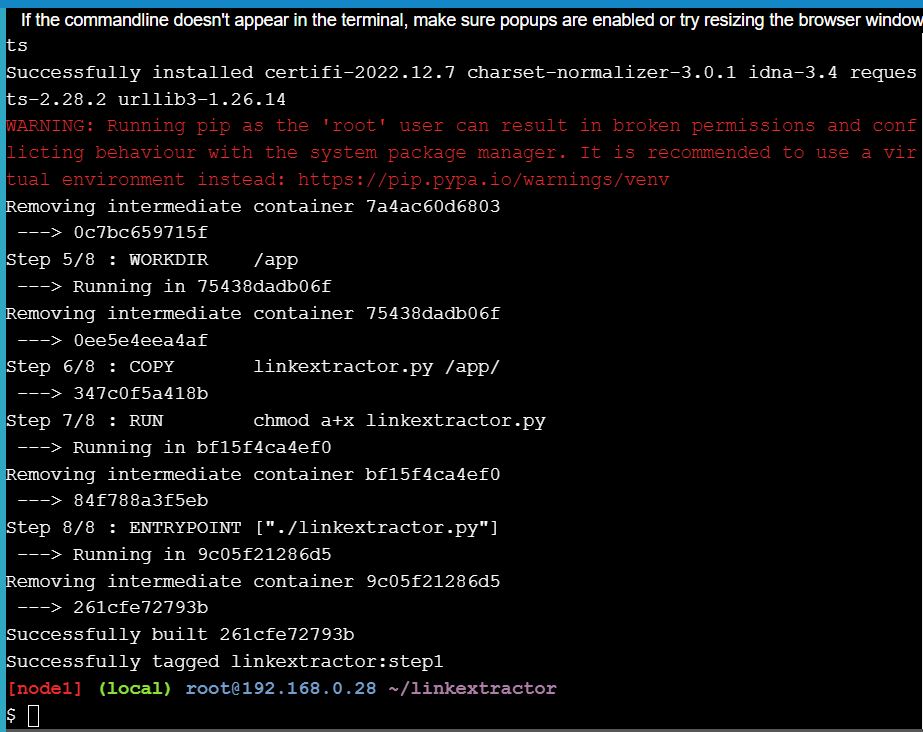 If the commandline doesn't appear in the terminal, make sure popups are enabled or try resizing the browser window
ts
Successfully installed certifi-2022.12.7 charset-normalizer-3.0.1 idna-3.4 reques
ts-2.28.2 urllib3-1.26.14
WARNING: Running pip as the 'root' user can result in broken permissions and conf
licting behaviour with the system package manager. It is recommended to use a vir
tual environment instead: https://pip.pypa.io/warnings/venv
Removing intermediate container 7a4ac60d6803
 ---> 0c7bc659715f
Step 5/8 : WORKDIR    /app
 ---> Running in 75438dadb06f
Removing intermediate container 75438dadb06f
 ---> 0ee5e4eea4af
Step 6/8 : COPY       linkextractor.py /app/
 ---> 347c0f5a418b
Step 7/8 : RUN        chmod a+x linkextractor.py
 ---> Running in bf15f4ca4ef0
Removing intermediate container bf15f4ca4ef0
 ---> 84f788a3f5eb
Step 8/8 : ENTRYPOINT ["./linkextractor.py"]
 ---> Running in 9c05f21286d5
Removing intermediate container 9c05f21286d5
 ---> 261cfe72793b
Successfully built 261cfe72793b
Successfully tagged linkextractor:step1
[node1] (local) root@192.168.0.28 ~/linkextractor
$